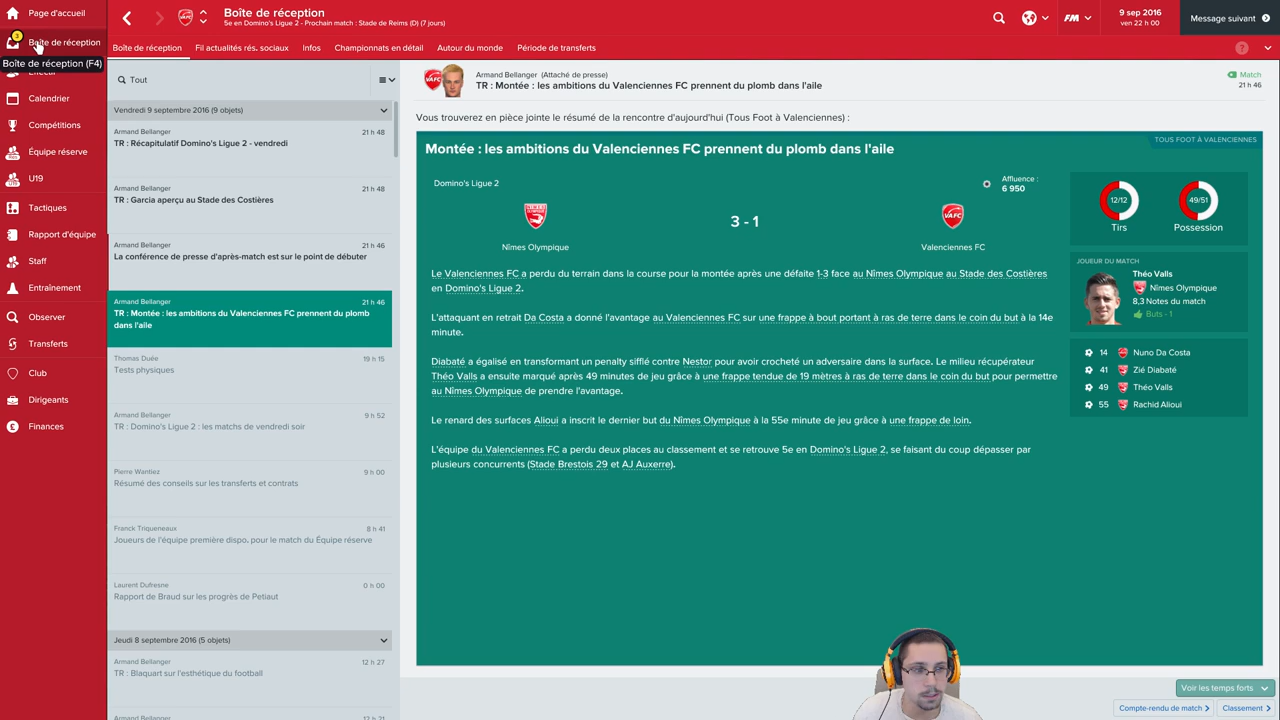 Page d'accueil
Boîte de réception
3
Boîte de réception (F4)
Calendrier
Compétitions
Équipe réserve
U19
Tactiques
Rapport d'équipe
Staff
Entraînement
Observer
Transferts
Club
Dirigeants
Finances
Boîte de réception
5e en Domino's Ligue 2 - Prochain match : Stade de Reims (D) (7 jours)
FM
9 sep 2016
ven 22 h 00
Message suivant
Boîte de réception
Fil actualités rés. sociaux
Infos
Championnats en détail
Autour du monde
Période de transferts
?
Tout
Vendredi 9 septembre 2016 (9 objets)
Armand Bellanger 21 h 48
TR : Récapitulatif Domino's Ligue 2 - vendredi
Armand Bellanger 21 h 48
TR : Garcia aperçu au Stade des Costières
Armand Bellanger 21 h 46
La conférence de presse d'après-match est sur le point de débuter
Armand Bellanger 21 h 46
TR : Montée : les ambitions du Valenciennes FC prennent du plomb
dans l'aile
Thomas Duée 19 h 15
Tests physiques
Armand Bellanger 9 h 52
TR : Domino's Ligue 2 : les matchs de vendredi soir
Pierre Wantiez 9 h 00
Résumé des conseils sur les transferts et contrats
Franck Triqueneaux 8 h 41
Joueurs de l'équipe première dispo. pour le match du Équipe réserve
Laurent Dufresne 0 h 00
Rapport de Braud sur les progrès de Petiaut
Jeudi 8 septembre 2016 (5 objets)
Armand Bellanger 12 h 27
TR : Blaquart sur l'esthétique du football
Armand Bellanger
Armand Bellanger (Attaché de presse)
TR : Montée : les ambitions du Valenciennes FC prennent du plomb dans l'aile
Match
21 h 46
Vous trouverez en pièce jointe le résumé de la rencontre d'aujourd'hui (Tous Foot à Valenciennes) :
TOUS FOOT À VALENCIENNES
Montée : les ambitions du Valenciennes FC prennent du plomb dans l'aile
Domino's Ligue 2
Affluence :
6 950
3 - 1
Nîmes Olympique
Valenciennes FC
Le Valenciennes FC a perdu du terrain dans la course pour la montée après une défaite 1-3 face au Nîmes Olympique au Stade des Costières
en Domino's Ligue 2.
L'attaquant en retrait Da Costa a donné l'avantage au Valenciennes FC sur une frappe à bout portant à ras de terre dans le coin du but à la 14e
minute.
Diabaté a égalisé en transformant un penalty sifflé contre Nestor pour avoir crocheté un adversaire dans la surface. Le milieu récupérateur
Théo Valls a ensuite marqué après 49 minutes de jeu grâce à une frappe tendue de 19 mètres à ras de terre dans le coin du but pour permettre
au Nîmes Olympique de prendre l'avantage.
Le renard des surfaces Alioui a inscrit le dernier but du Nîmes Olympique à la 55e minute de jeu grâce à une frappe de loin.
L'équipe du Valenciennes FC a perdu deux places au classement et se retrouve 5e en Domino's Ligue 2, se faisant du coup dépasser par
plusieurs concurrents (Stade Brestois 29 et AJ Auxerre).
12/12
Tirs
49/51
Possession
JOUEUR DU MATCH
Théo Valls
Nîmes Olympique
8,3 Notes du match
Buts - 1
14 Nuno Da Costa
41 Zié Diabaté
49 Théo Valls
55 Rachid Alioui
Voir les temps forts
Compte-rendu de match
Classement